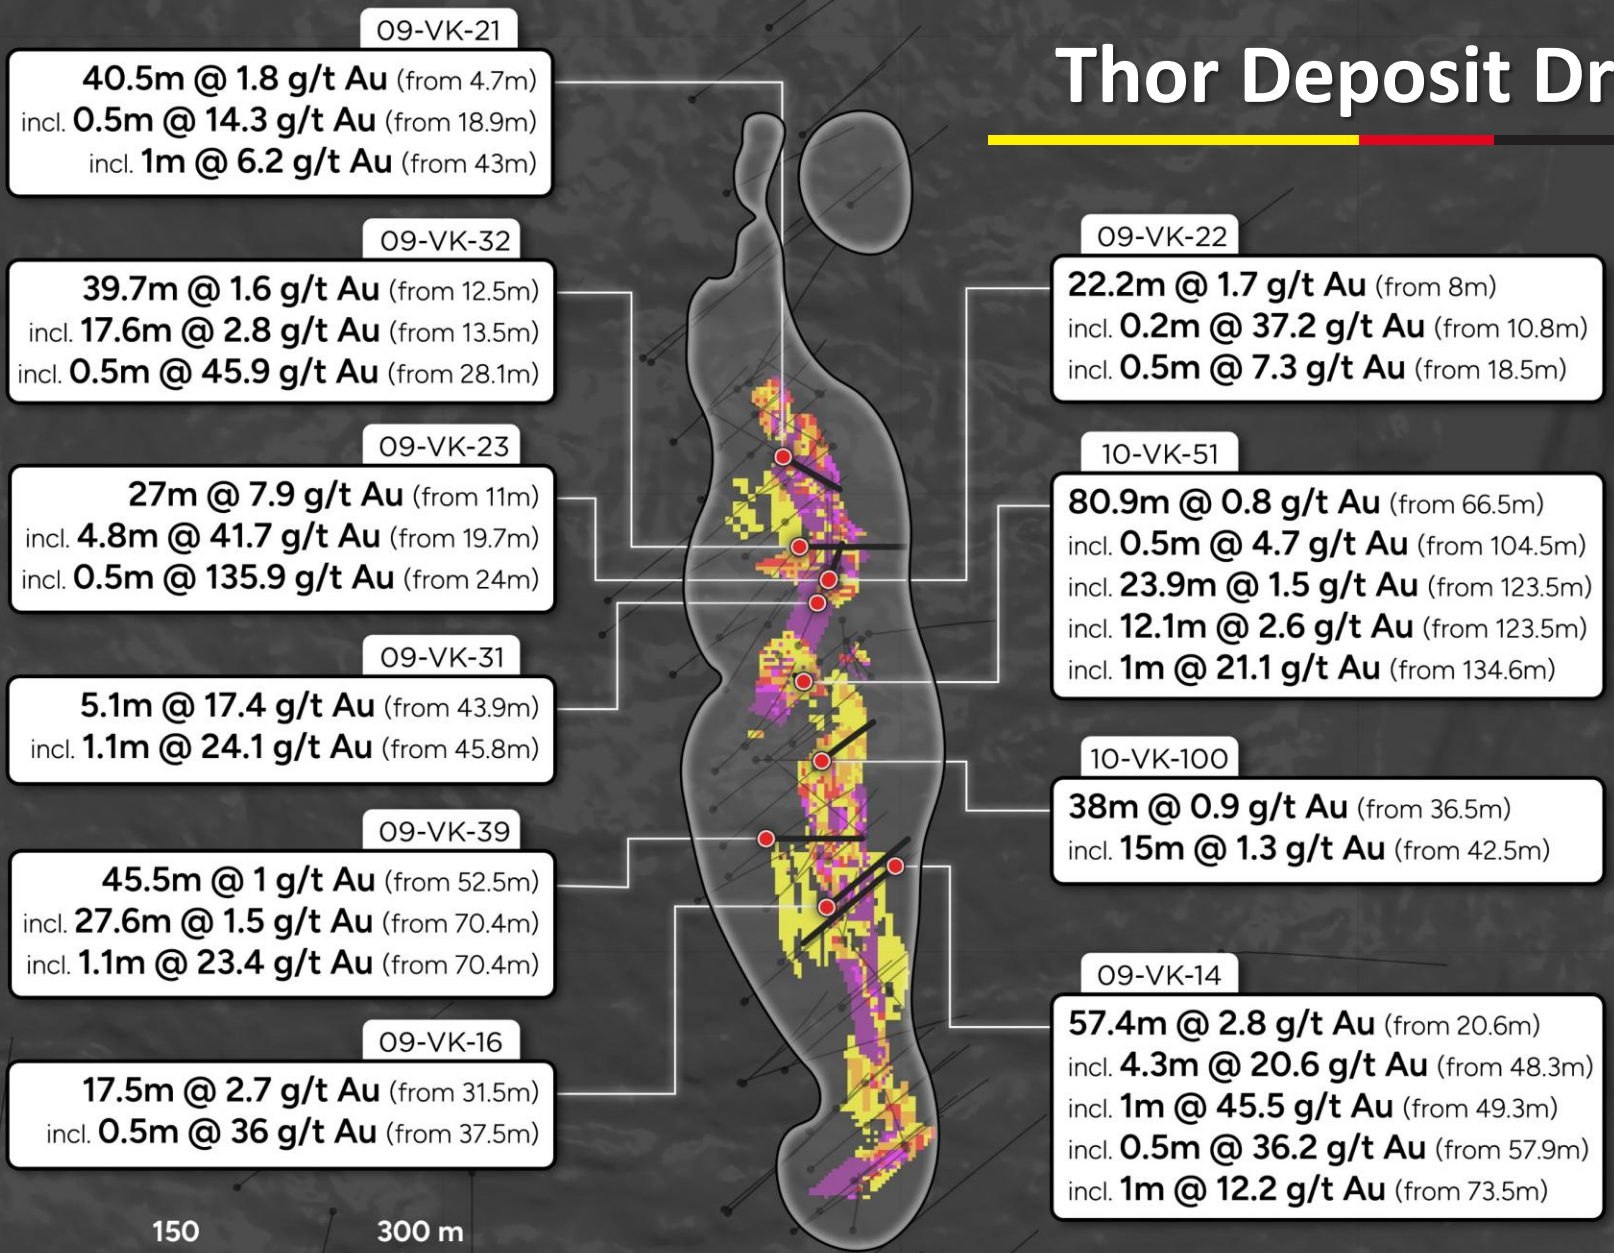 Thor Deposit Dr
09-VK-21
40.5m @ 1.8 g/t Au (from 4.7m)
incl. 0.5m @ 14.3 g/t Au (from 18.9m)
incl. 1m @ 6.2 g/t Au (from 43m)
09-VK-32
39.7m @ 1.6 g/t Au (from 12.5m)
incl. 17.6m @ 2.8 g/t Au (from 13.5m)
incl. 0.5m @ 45.9 g/t Au (from 28.1m)
09-VK-23
27m @ 7.9 g/t Au (from 11m)
incl. 4.8m @ 41.7 g/t Au (from 19.7m)
incl. 0.5m @ 135.9 g/t Au (from 24m)
09-VK-31
5.1m @ 17.4 g/t Au (from 43.9m)
incl. 1.1m @ 24.1 g/t Au (from 45.8m)
09-VK-39
45.5m @ 1 g/t Au (from 52.5m)
incl. 27.6m @ 1.5 g/t Au (from 70.4m)
incl. 1.1m @ 23.4 g/t Au (from 70.4m)
09-VK-16
17.5m @ 2.7 g/t Au (from 31.5m)
incl. 0.5m @ 36 g/t Au (from 37.5m)
09-VK-22
22.2m @ 1.7 g/t Au (from 8m)
incl. 0.2m @ 37.2 g/t Au (from 10.8m)
incl. 0.5m @ 7.3 g/t Au (from 18.5m)
10-VK-51
80.9m @ 0.8 g/t Au (from 66.5m)
incl. 0.5m @ 4.7 g/t Au (from 104.5m)
incl. 23.9m @ 1.5 g/t Au (from 123.5m)
incl. 12.1m @ 2.6 g/t Au (from 123.5m)
incl. 1m @ 21.1 g/t Au (from 134.6m)
10-VK-100
38m @ 0.9 g/t Au (from 36.5m)
incl. 15m @ 1.3 g/t Au (from 42.5m)
09-VK-14
57.4m @ 2.8 g/t Au (from 20.6m)
incl. 4.3m @ 20.6 g/t Au (from 48.3m)
incl. 1m @ 45.5 g/t Au (from 49.3m)
incl. 0.5m @ 36.2 g/t Au (from 57.9m)
incl. 1m @ 12.2 g/t Au (from 73.5m)
150 300 m